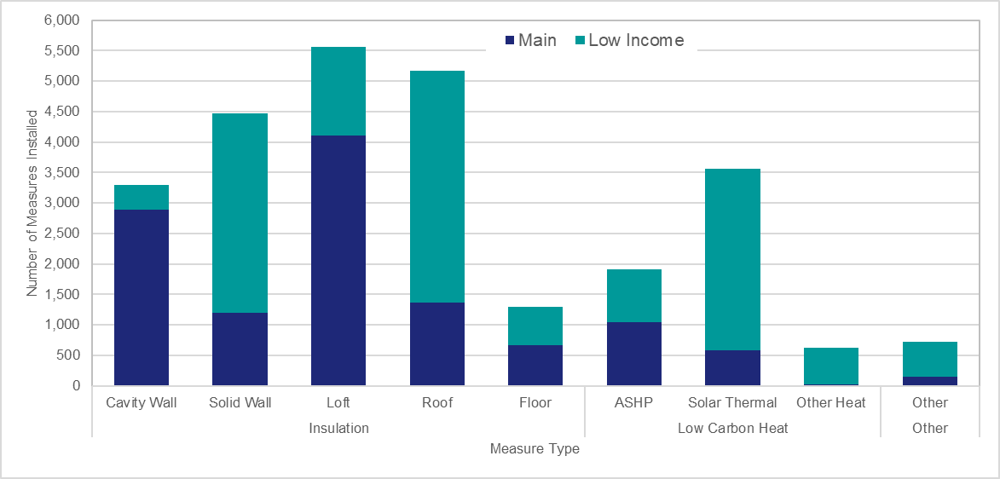 Main Low Income
6,000
5,500
5,000
4,500
4,000
3,500
3,000
2,500
2,000
1,500
1,000
500
0
Number of Measures Installed
Cavity Wall Solid Wall Loft Roof Floor ASHP Solar Thermal Other Heat Other
Insulation Low Carbon Heat Other
Measure Type